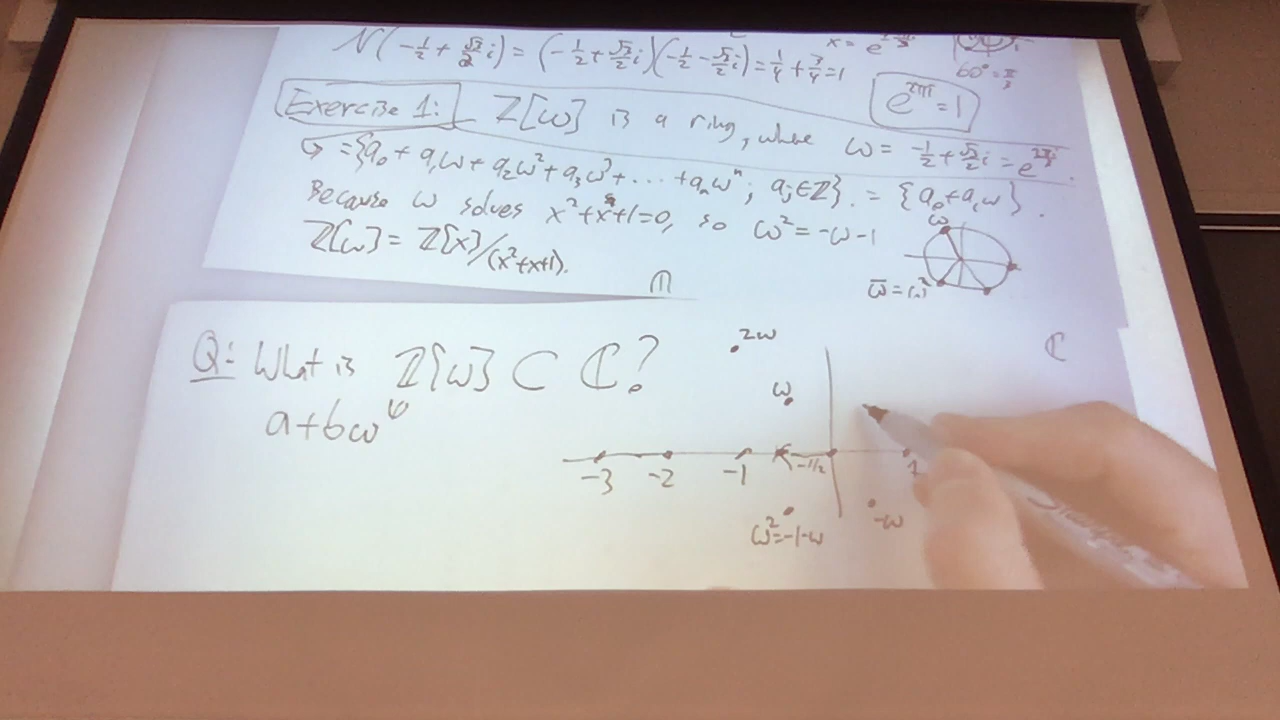 N(-1/2 + √3/2 i) = (-1/2 + √3/2 i)(-1/2 - √3/2 i) = 1/4 + 3/4 = 1
60° = π/3
e^{2πi} = 1
Exercise 1: Z[ω] is a ring, where ω = -1/2 + √3/2 i = e^{2πi/3}.
= {a₀ + a₁ω + a₂ω² + a₃ω³ + ... + aₙωⁿ ; aᵢ ∈ Z}. = {a₀ + a₁ω}.
Because ω solves x² + x + 1 = 0, so ω² = -ω - 1
Z[ω] = Z[x]/(x²+x+1).
ω
ω̄ = ω²
Q: What is Z[ω] ⊂ ℂ?
a + bω
2ω
ℂ
ω
-3 -2 -1 -1/2 1
ω² = -1-ω
-ω